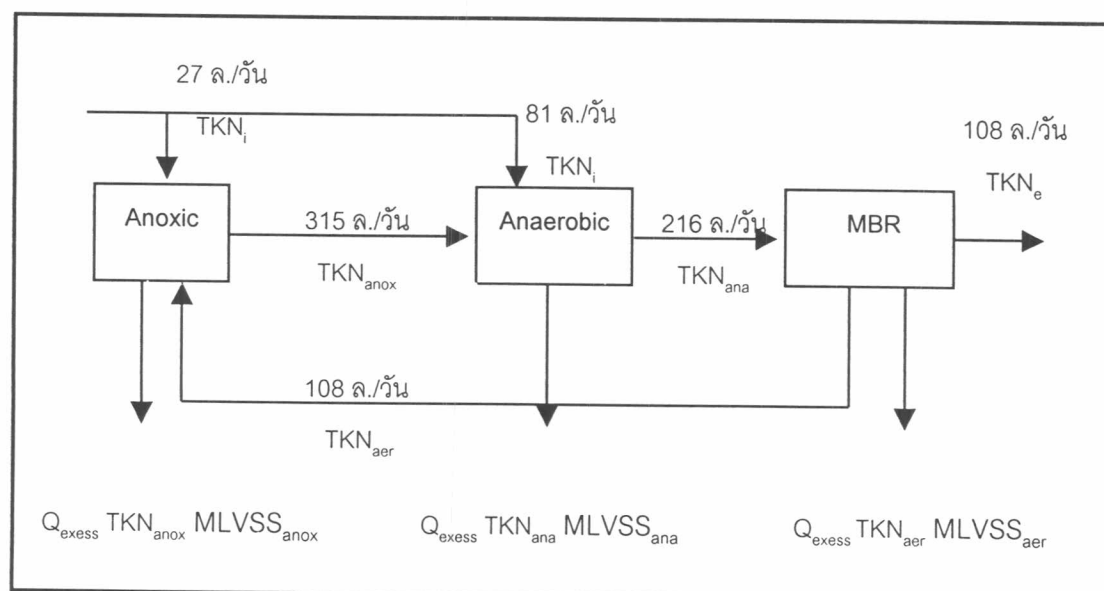 27 ล./วัน
TKNi
81 ล./วัน
TKNi
108 ล./วัน
TKNe
Anoxic
315 ล./วัน
TKNanox
Anaerobic
216 ล./วัน
TKNana
MBR
108 ล./วัน
TKNaer
Qexess TKNanox MLVSSanox
Qexess TKNana MLVSSana
Qexess TKNaer MLVSSaer